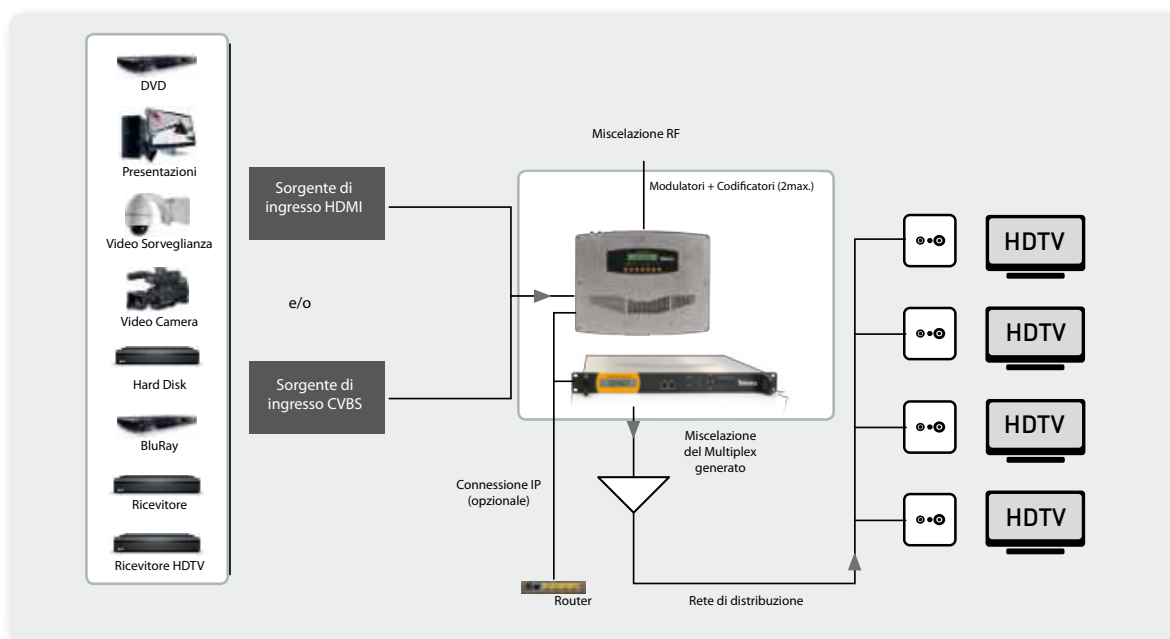 DVD
Presentazioni
Video Sorveglianza
Video Camera
Hard Disk
BluRay
Ricevitore
Ricevitore HDTV
Sorgente di
ingresso HDMI
e/o
Sorgente di
ingresso CVBS
Miscelazione RF
Modulatori + Codificatori (2max.)
Televes
Miscelazione
del Multiplex
generato
Connessione IP
(opzionale)
Router
Rete di distribuzione
HDTV
HDTV
HDTV
HDTV